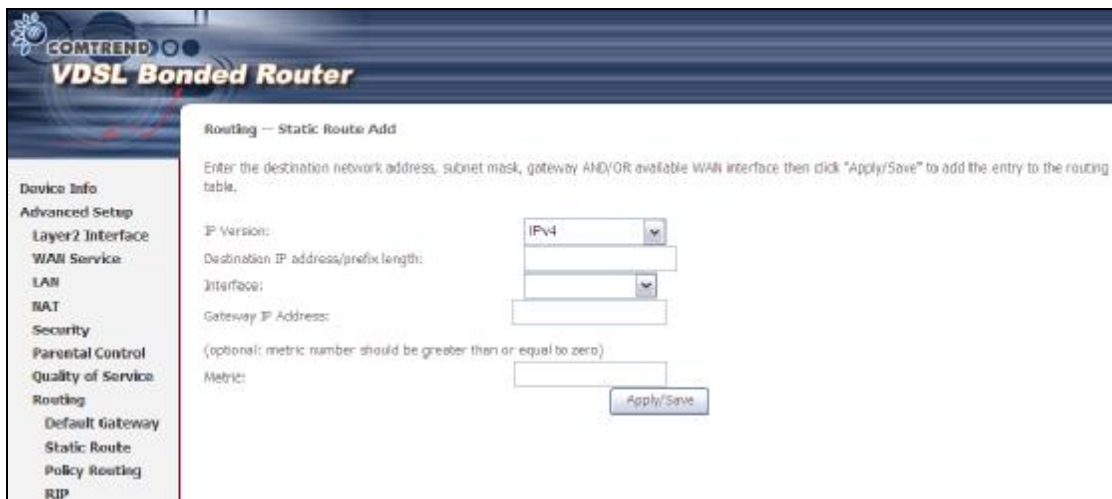 COMTREND
VDSL Bonded Router
Routing -- Static Route Add
Enter the destination network address, subnet mask, gateway AND/OR available WAN interface then click "Apply/Save" to add the entry to the routing
table.
Device Info
Advanced Setup
Layer2 Interface
WAN Service
LAN
NAT
Security
Parental Control
Quality of Service
Routing
Default Gateway
Static Route
Policy Routing
RIP
IP Version:
IPv4
Destination IP address/prefix length:
Interface:
Gateway IP Address:
(optional: metric number should be greater than or equal to zero)
Metric:
Apply/Save